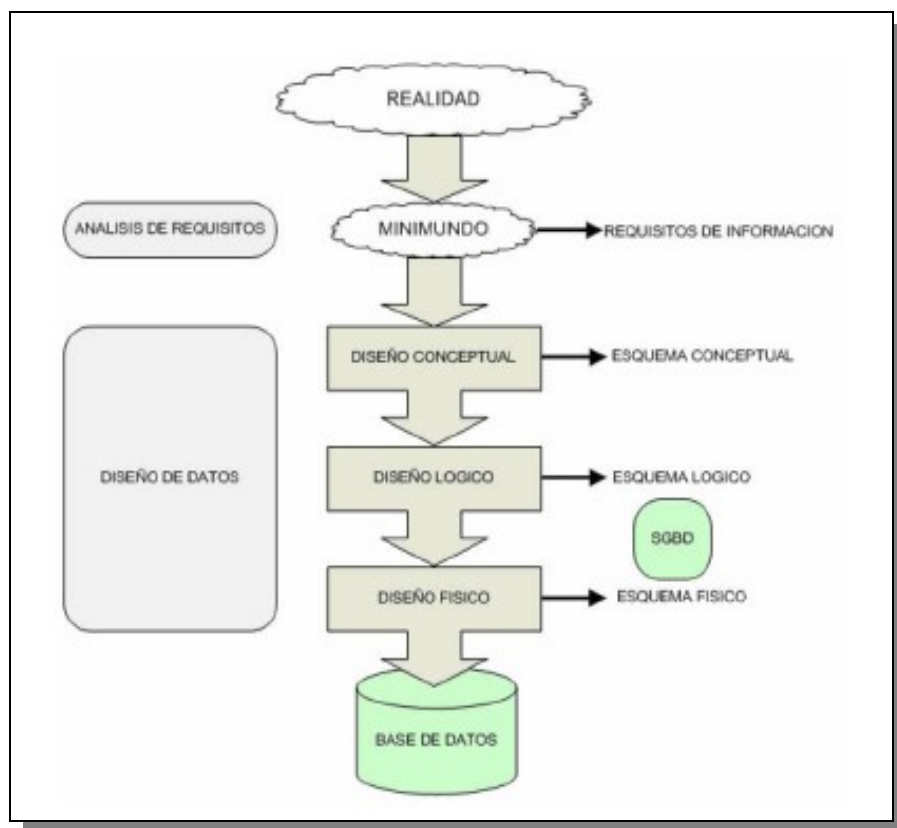 REALIDAD
ANALISIS DE REQUISITOS
MINIMUNDO
REQUISITOS DE INFORMACION
DISEÑO CONCEPTUAL
ESQUEMA CONCEPTUAL
DISEÑO DE DATOS
DISEÑO LOGICO
ESQUEMA LOGICO
SGBD
DISEÑO FISICO
ESQUEMA FISICO
BASE DE DATOS